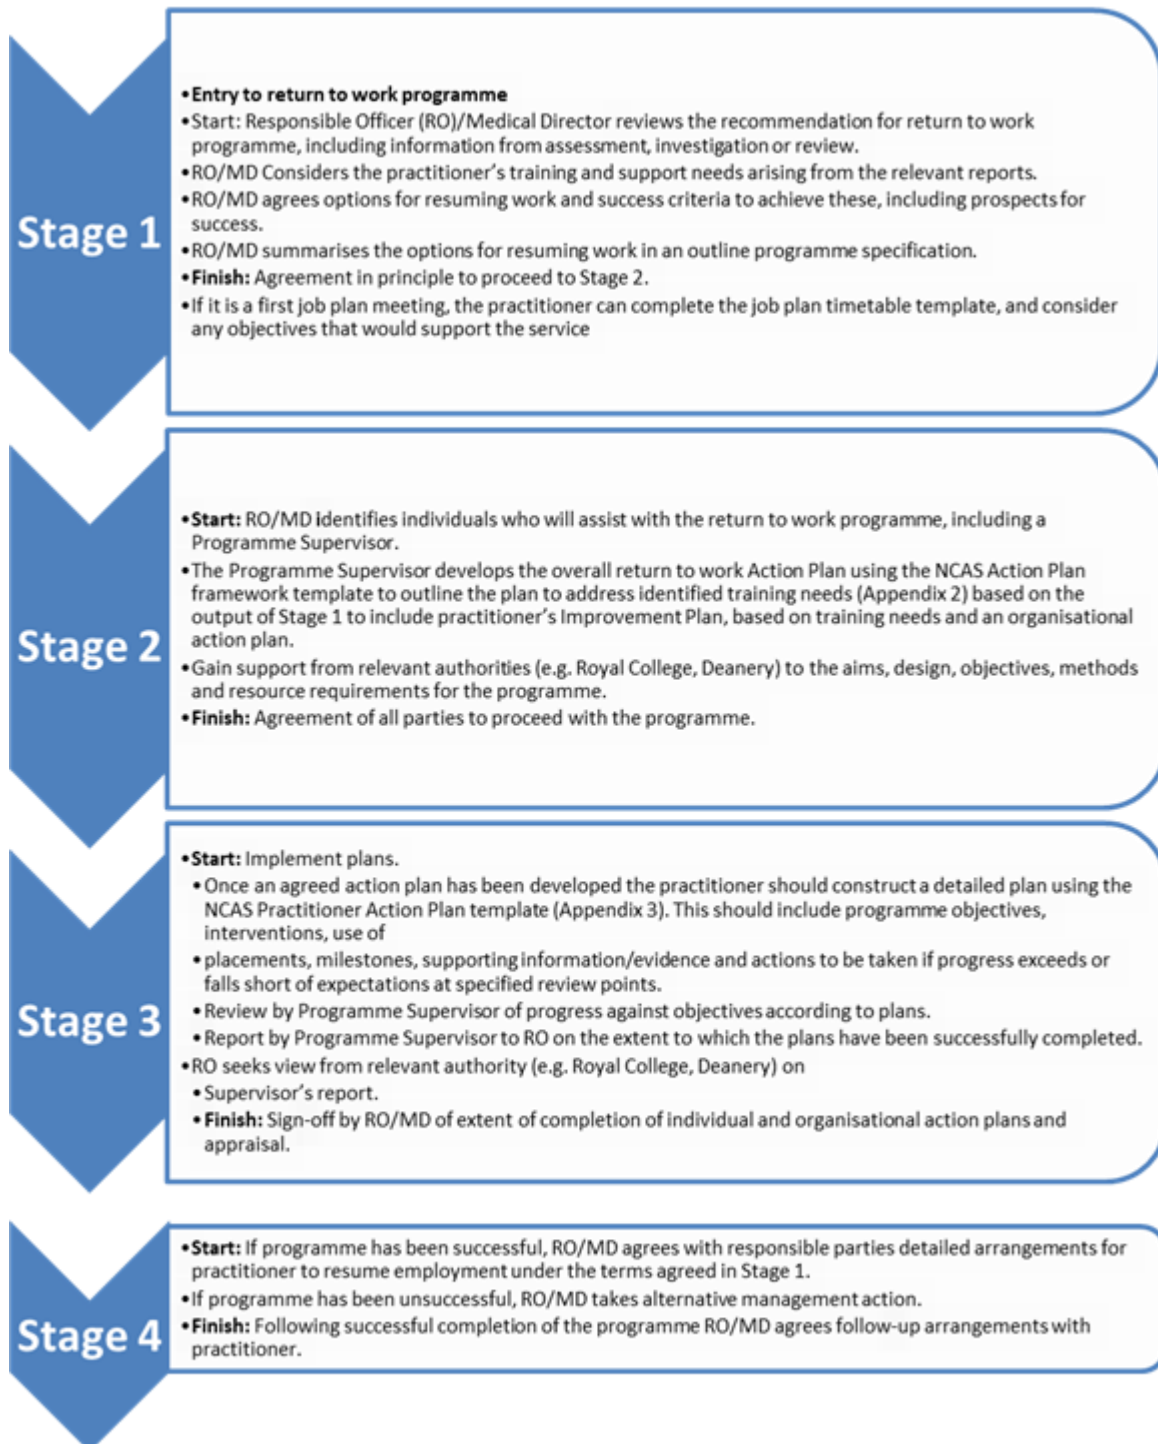 Stage 1
•Entry to return to work programme
•Start: Responsible Officer (RO)/Medical Director reviews the recommendation for return to work
programme, including information from assessment, investigation or review.
•RO/MD Considers the practitioner's training and support needs arising from the relevant reports.
•RO/MD agrees options for resuming work and success criteria to achieve these, including prospects for
success.
•RO/MD summarises the options for resuming work in an outline programme specification.
•Finish: Agreement in principle to proceed to Stage 2.
•If it is a first job plan meeting, the practitioner can complete the job plan timetable template, and consider
any objectives that would support the service
Stage 2
•Start: RO/MD identifies individuals who will assist with the return to work programme, including a
Programme Supervisor.
•The Programme Supervisor develops the overall return to work Action Plan using the NCAS Action Plan
framework template to outline the plan to address identified training needs (Appendix 2) based on the
output of Stage 1 to include practitioner's Improvement Plan, based on training needs and an organisational
action plan.
•Gain support from relevant authorities (e.g. Royal College, Deanery) to the aims, design, objectives, methods
and resource requirements for the programme.
•Finish: Agreement of all parties to proceed with the programme.
Stage 3
•Start: Implement plans.
•Once an agreed action plan has been developed the practitioner should construct a detailed plan using the
NCAS Practitioner Action Plan template (Appendix 3). This should include programme objectives,
interventions, use of
•placements, milestones, supporting information/evidence and actions to be taken if progress exceeds or
falls short of expectations at specified review points.
•Review by Programme Supervisor of progress against objectives according to plans.
•Report by Programme Supervisor to RO on the extent to which the plans have been successfully completed.
•RO seeks view from relevant authority (e.g. Royal College, Deanery) on
•Supervisor's report.
•Finish: Sign-off by RO/MD of extent of completion of individual and organisational action plans and
appraisal.
Stage 4
•Start: If programme has been successful, RO/MD agrees with responsible parties detailed arrangements for
practitioner to resume employment under the terms agreed in Stage 1.
•If programme has been unsuccessful, RO/MD takes alternative management action.
•Finish: Following successful completion of the programme RO/MD agrees follow-up arrangements with
practitioner.